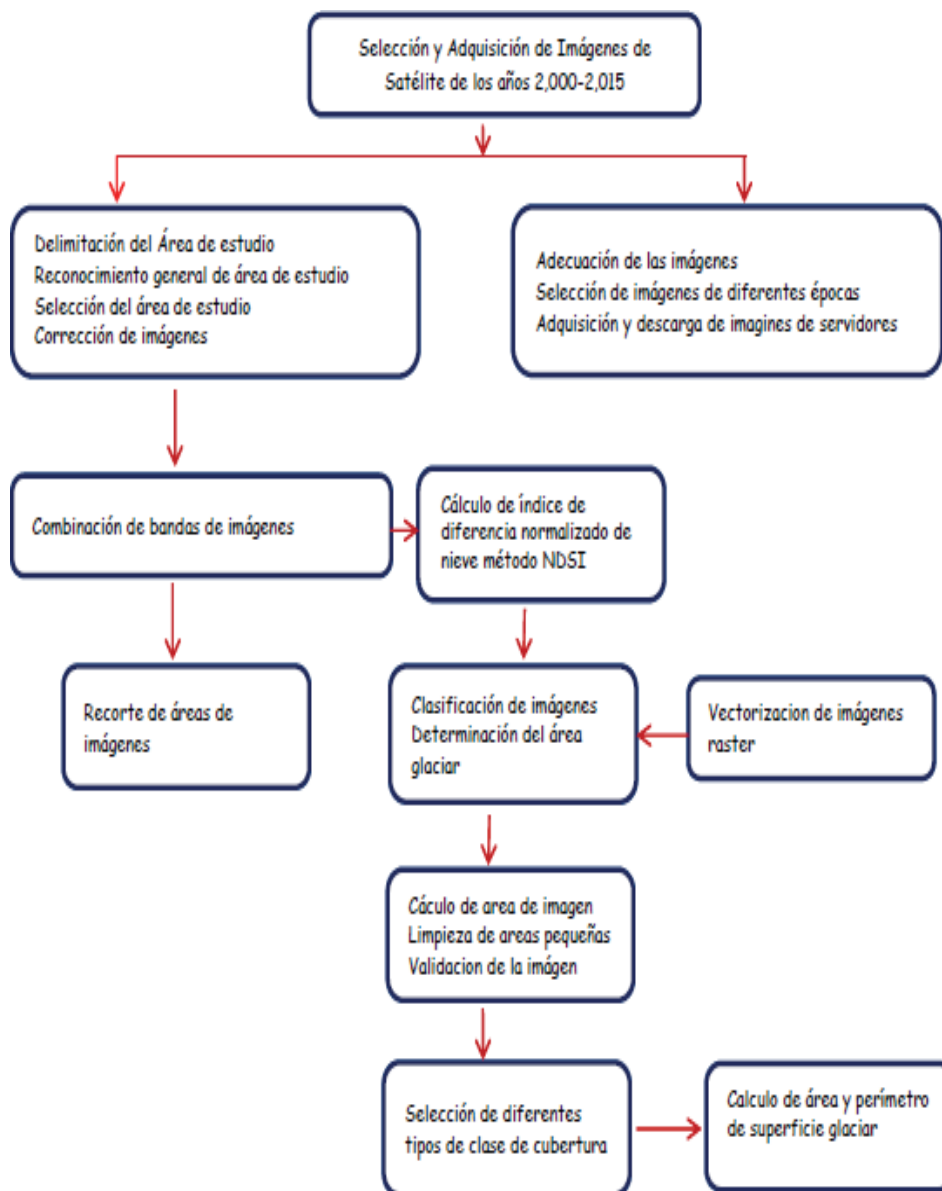 Selección y Adquisición de Imágenes de
Satélite de los años 2,000-2,015
Delimitación del Área de estudio
Reconocimiento general de área de estudio
Selección del área de estudio
Corrección de imágenes
Adecuación de las imágenes
Selección de imágenes de diferentes épocas
Adquisición y descarga de imagines de servidores
Combinación de bandas de imágenes
Cálculo de índice de
diferencia normalizado de
nieve método NDSI
Recorte de áreas de
imágenes
Clasificación de imágenes
Determinación del área
glaciar
Vectorizacion de imágenes
raster
Cáculo de area de imagen
Limpieza de areas pequeñas
Validacion de la imágen
Selección de diferentes
tipos de clase de cubertura
Calculo de área y perímetro
de superficie glaciar